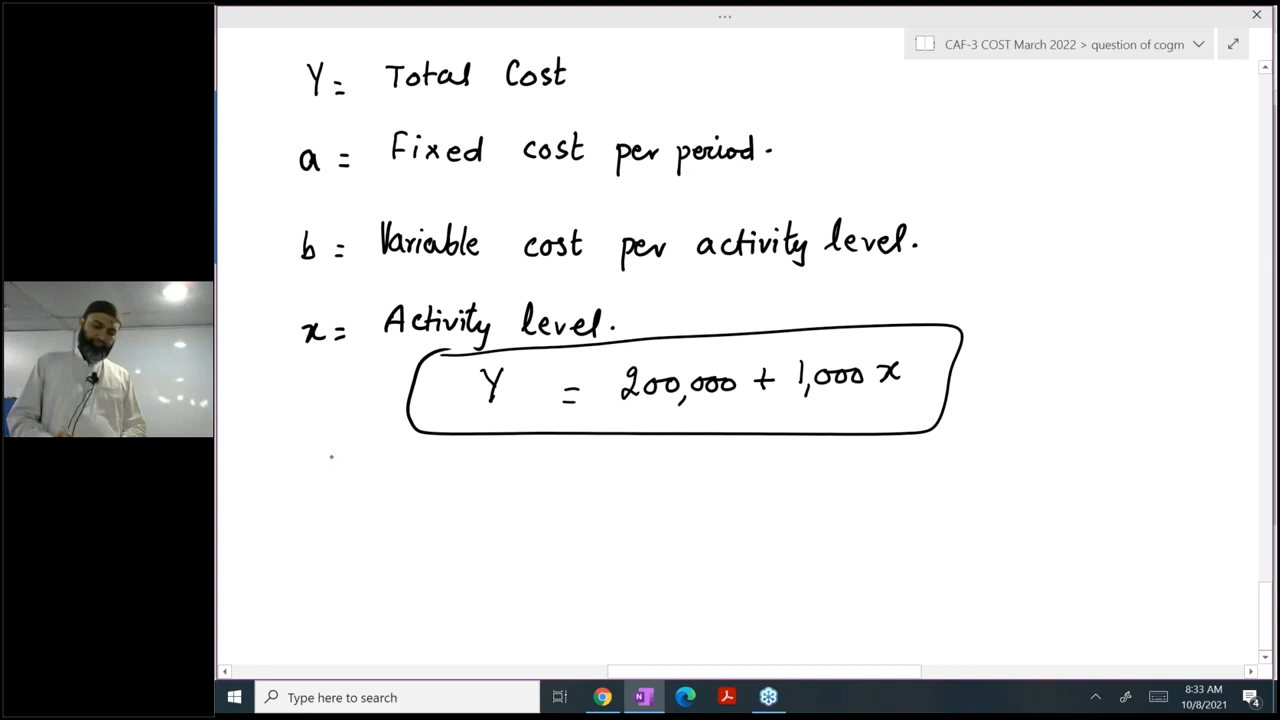 CAF-3 COST March 2022 > question of cogm
Y = Total Cost
a = Fixed cost per period.
b = Variable cost per activity level.
x = Activity level.
Y = 200,000 + 1,000 x
Type here to search
8:33 AM
10/8/2021
4